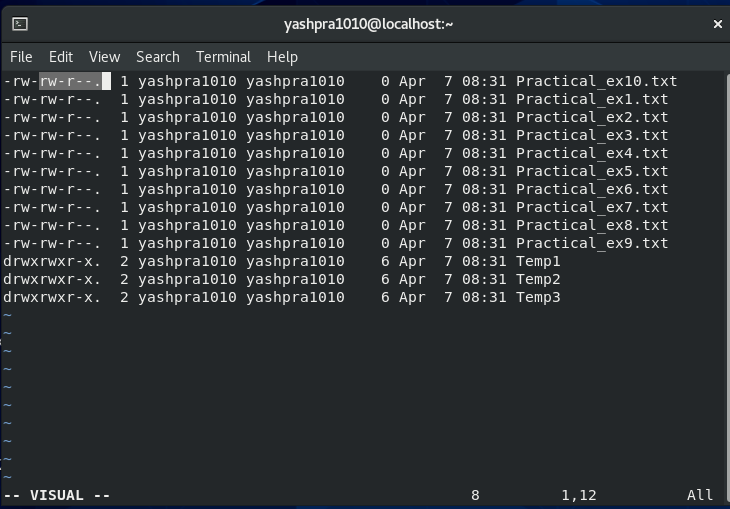 yashpra1010@localhost:~
File Edit View Search Terminal Help
-rw-rw-r--. 1 yashpra1010 yashpra1010    0 Apr  7 08:31 Practical_ex10.txt
-rw-rw-r--. 1 yashpra1010 yashpra1010    0 Apr  7 08:31 Practical_ex1.txt
-rw-rw-r--. 1 yashpra1010 yashpra1010    0 Apr  7 08:31 Practical_ex2.txt
-rw-rw-r--. 1 yashpra1010 yashpra1010    0 Apr  7 08:31 Practical_ex3.txt
-rw-rw-r--. 1 yashpra1010 yashpra1010    0 Apr  7 08:31 Practical_ex4.txt
-rw-rw-r--. 1 yashpra1010 yashpra1010    0 Apr  7 08:31 Practical_ex5.txt
-rw-rw-r--. 1 yashpra1010 yashpra1010    0 Apr  7 08:31 Practical_ex6.txt
-rw-rw-r--. 1 yashpra1010 yashpra1010    0 Apr  7 08:31 Practical_ex7.txt
-rw-rw-r--. 1 yashpra1010 yashpra1010    0 Apr  7 08:31 Practical_ex8.txt
-rw-rw-r--. 1 yashpra1010 yashpra1010    0 Apr  7 08:31 Practical_ex9.txt
drwxrwxr-x. 2 yashpra1010 yashpra1010    6 Apr  7 08:31 Temp1
drwxrwxr-x. 2 yashpra1010 yashpra1010    6 Apr  7 08:31 Temp2
drwxrwxr-x. 2 yashpra1010 yashpra1010    6 Apr  7 08:31 Temp3
~
~
~
~
~
~
~
~
~
~
-- VISUAL -- 8 1,12 All